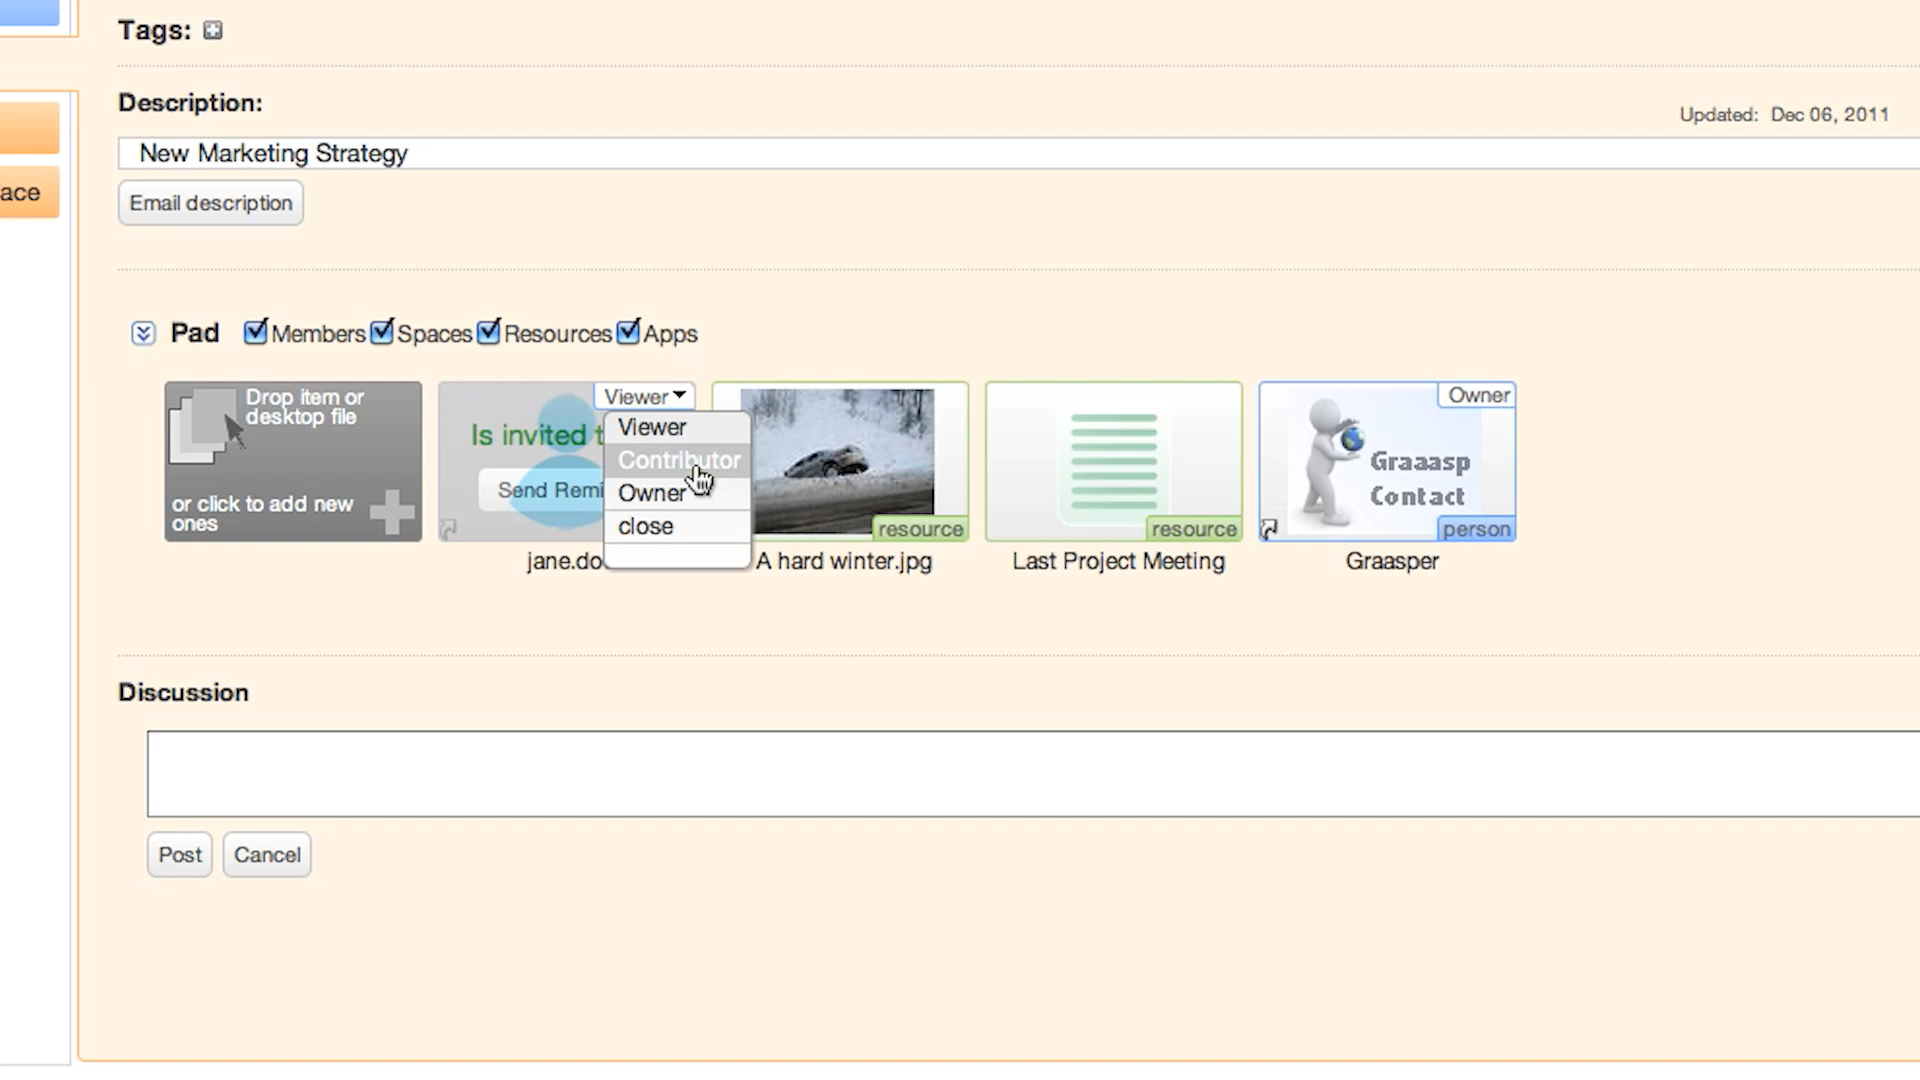 Tags:
Description:
Updated: Dec 06, 2011
New Marketing Strategy
ace
Email description
Pad Members Spaces Resources Apps
Drop item or
desktop file
or click to add new
ones
Viewer
Is invited t
Send Remi
Viewer
Contributor
Owner
close
jane.do
resource
A hard winter.jpg
resource
Last Project Meeting
Owner
Graaasp
Contact
person
Graasper
Discussion
Post Cancel